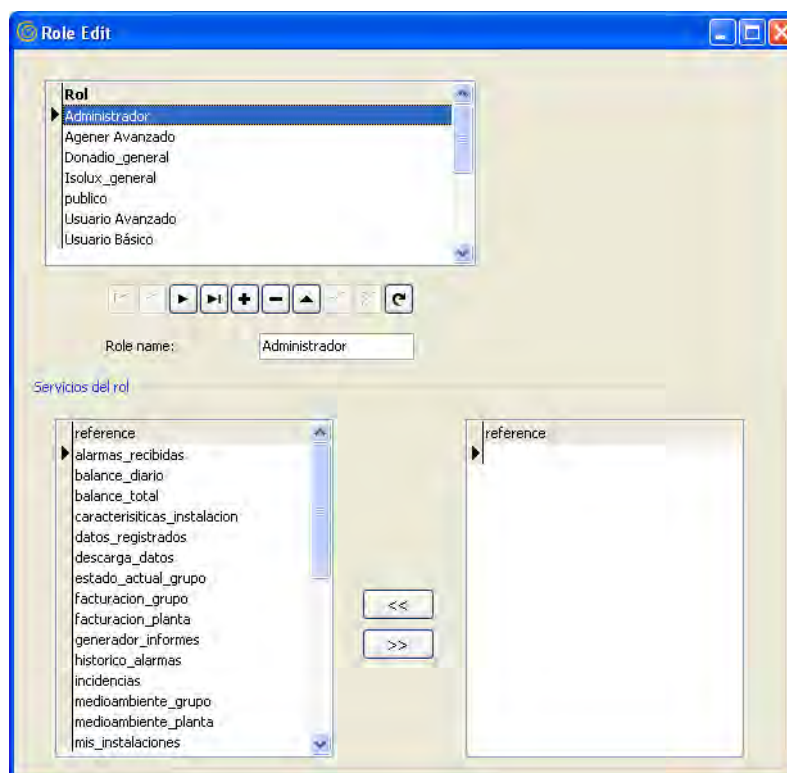 Role Edit
Rol
Administrador
Agener Avanzado
Donadio_general
Isolux_general
publico
Usuario Avanzado
Usuario Básico
Role name:
Administrador
Servicios del rol
reference
alarmas_recibidas
balance_diario
balance_total
caracterisiticas_instalacion
datos_registrados
descarga_datos
estado_actual_grupo
facturacion_grupo
facturacion_planta
generador_informes
historico_alarmas
incidencias
medioambiente_grupo
medioambiente_planta
mis_instalaciones
<<
>>
reference